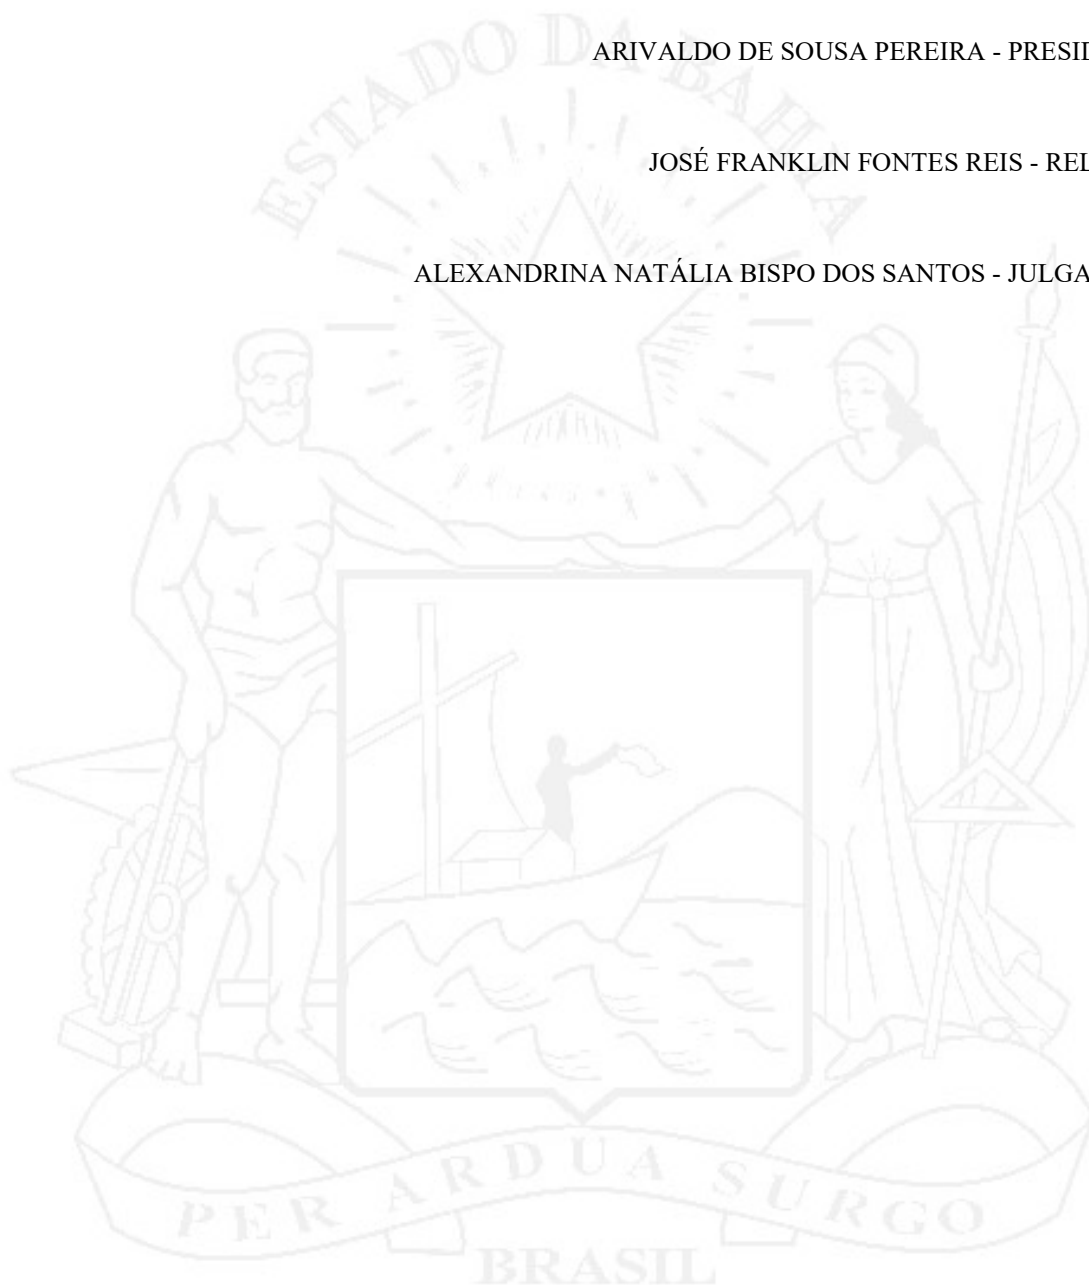 ESTADO DA BAHIA
ARIVALDO DE SOUSA PEREIRA - PRESI
JOSÉ FRANKLIN FONTES REIS - REL
ALEXANDRINA NATÁLIA BISPO DOS SANTOS - JULGA
PER ARDUA SURGO
BRASIL